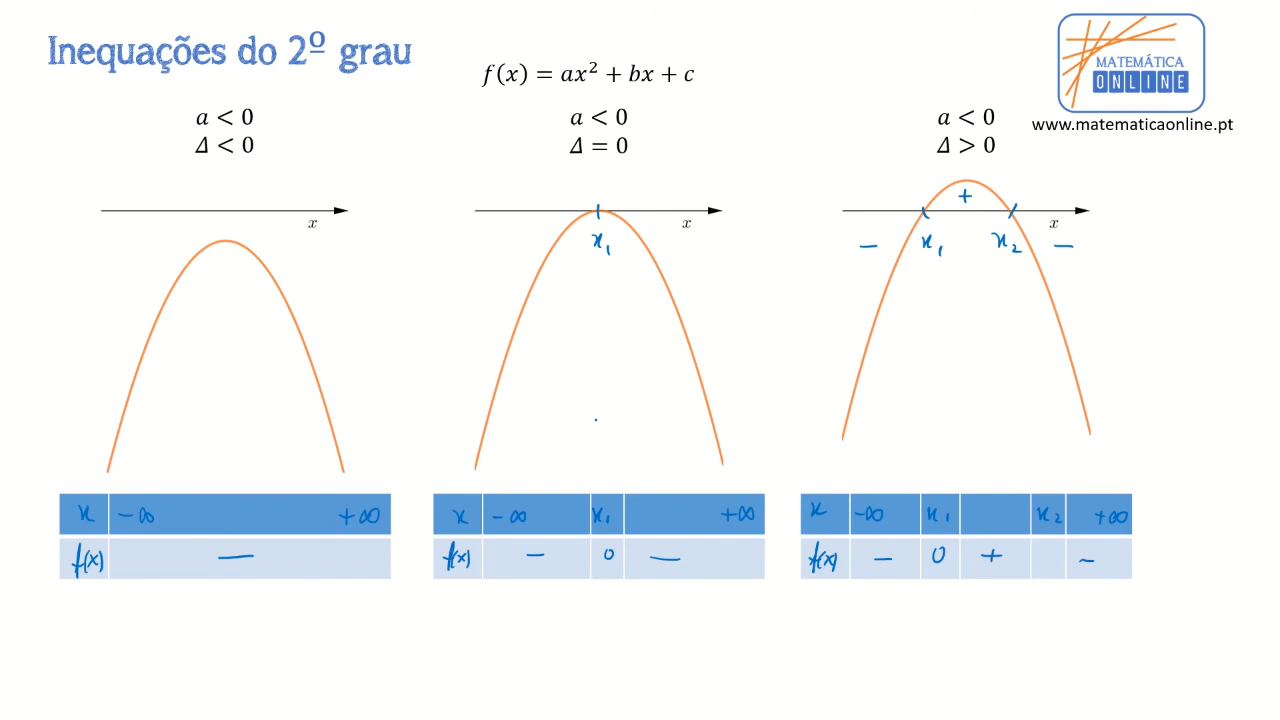 Inequações do 2º grau
f(x) = ax² + bx + c
MATEMÁTICA
ONLINE
www.matematicaonline.pt
a < 0
Δ < 0
a < 0
Δ = 0
a < 0
Δ > 0
x
x
x₁
x
+
− x₁ x₂ −
x −∞ +∞
f(x) −
x −∞ x₁ +∞
f(x) − 0 −
x −∞ x₁ x₂ +∞
f(x) − 0 + −